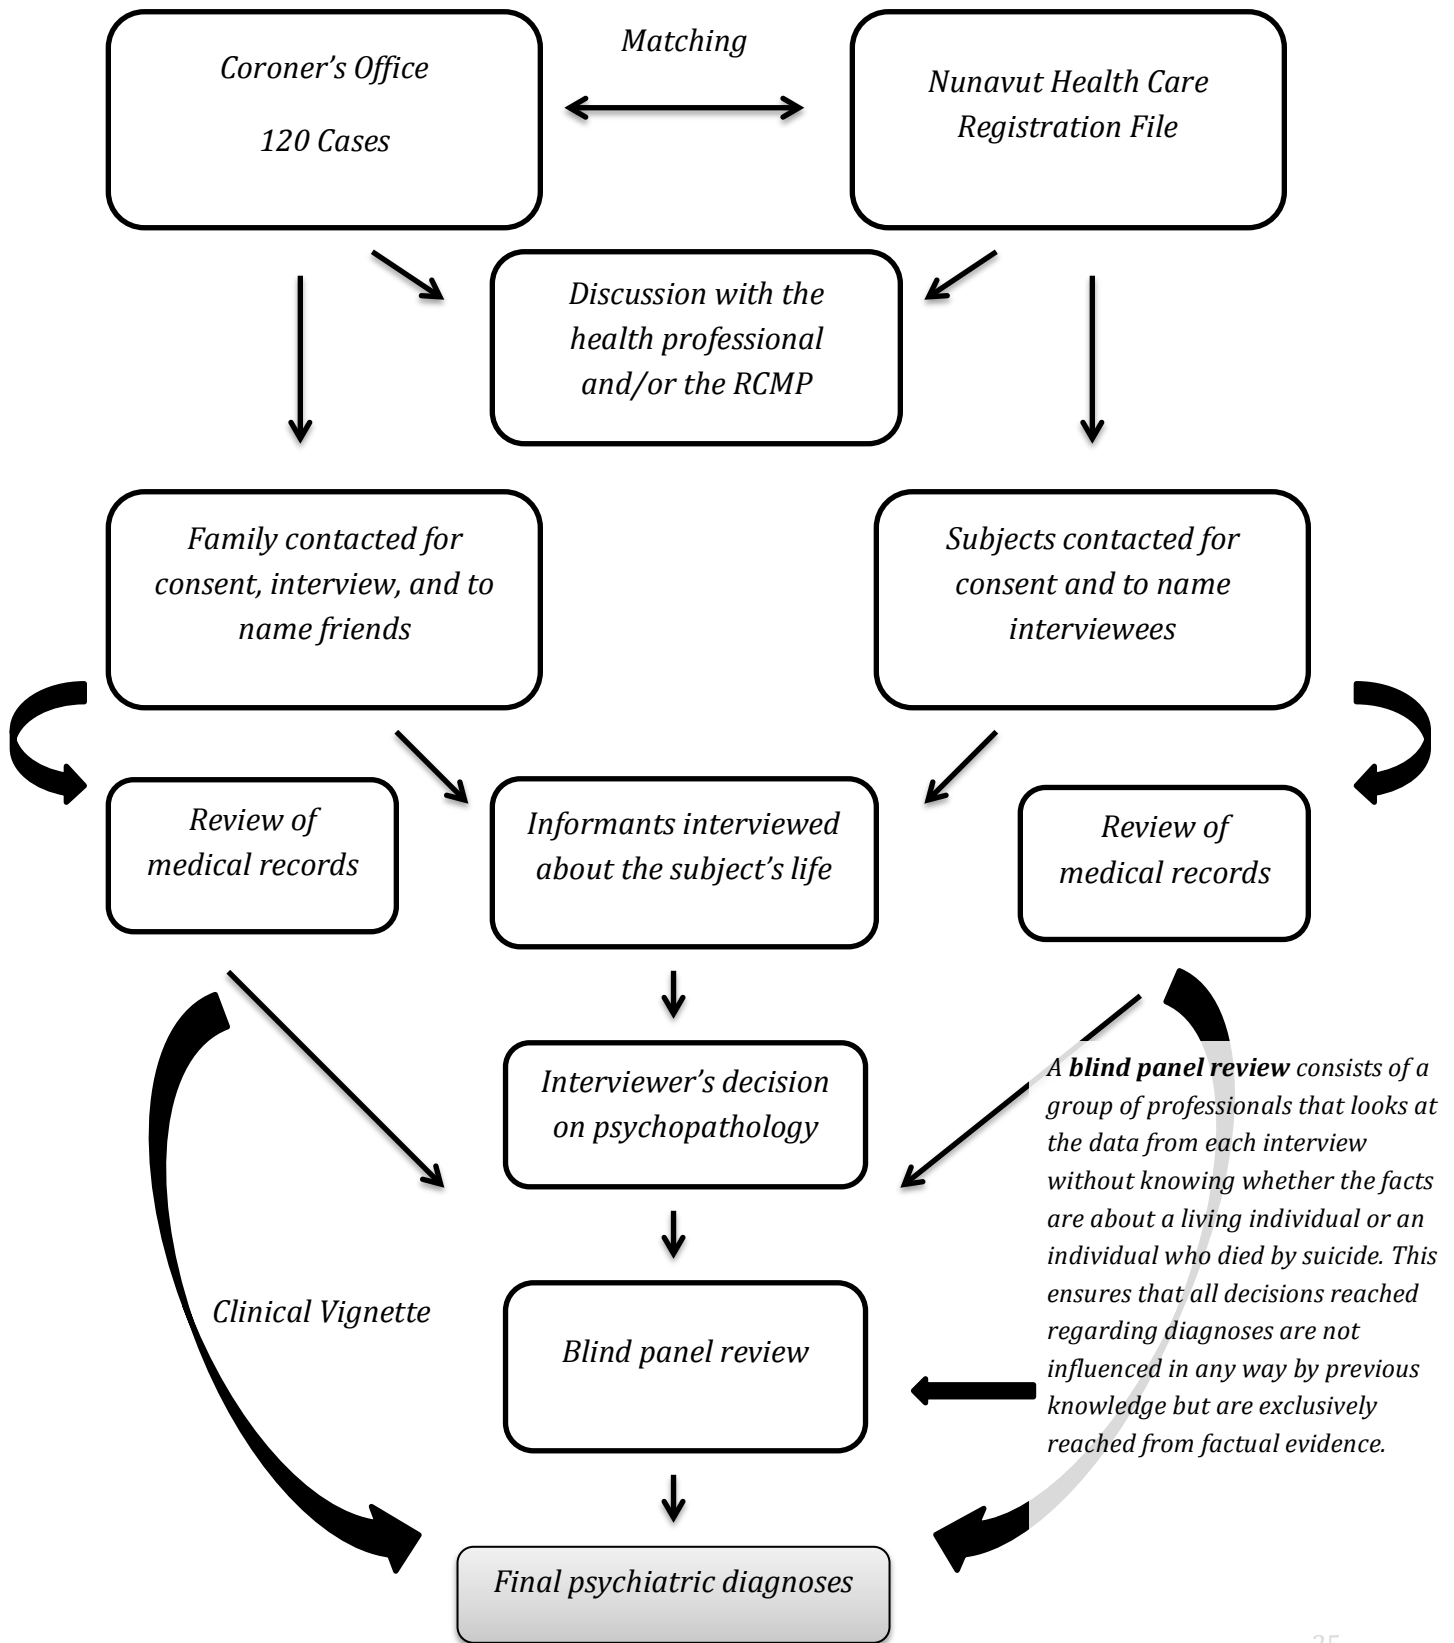 Coroner's Office
120 Cases
Matching
Nunavut Health Care
Registration File
Discussion with the
health professional
and/or the RCMP
Family contacted for
consent, interview, and to
name friends
Subjects contacted for
consent and to name
interviewees
Review of
medical records
Informants interviewed
about the subject's life
Review of
medical records
Interviewer's decision
on psychopathology
A blind panel review consists of a
group of professionals that looks at
the data from each interview
without knowing whether the facts
are about a living individual or an
individual who died by suicide. This
ensures that all decisions reached
regarding diagnoses are not
influenced in any way by previous
knowledge but are exclusively
reached from factual evidence.
Clinical Vignette
Blind panel review
Final psychiatric diagnoses